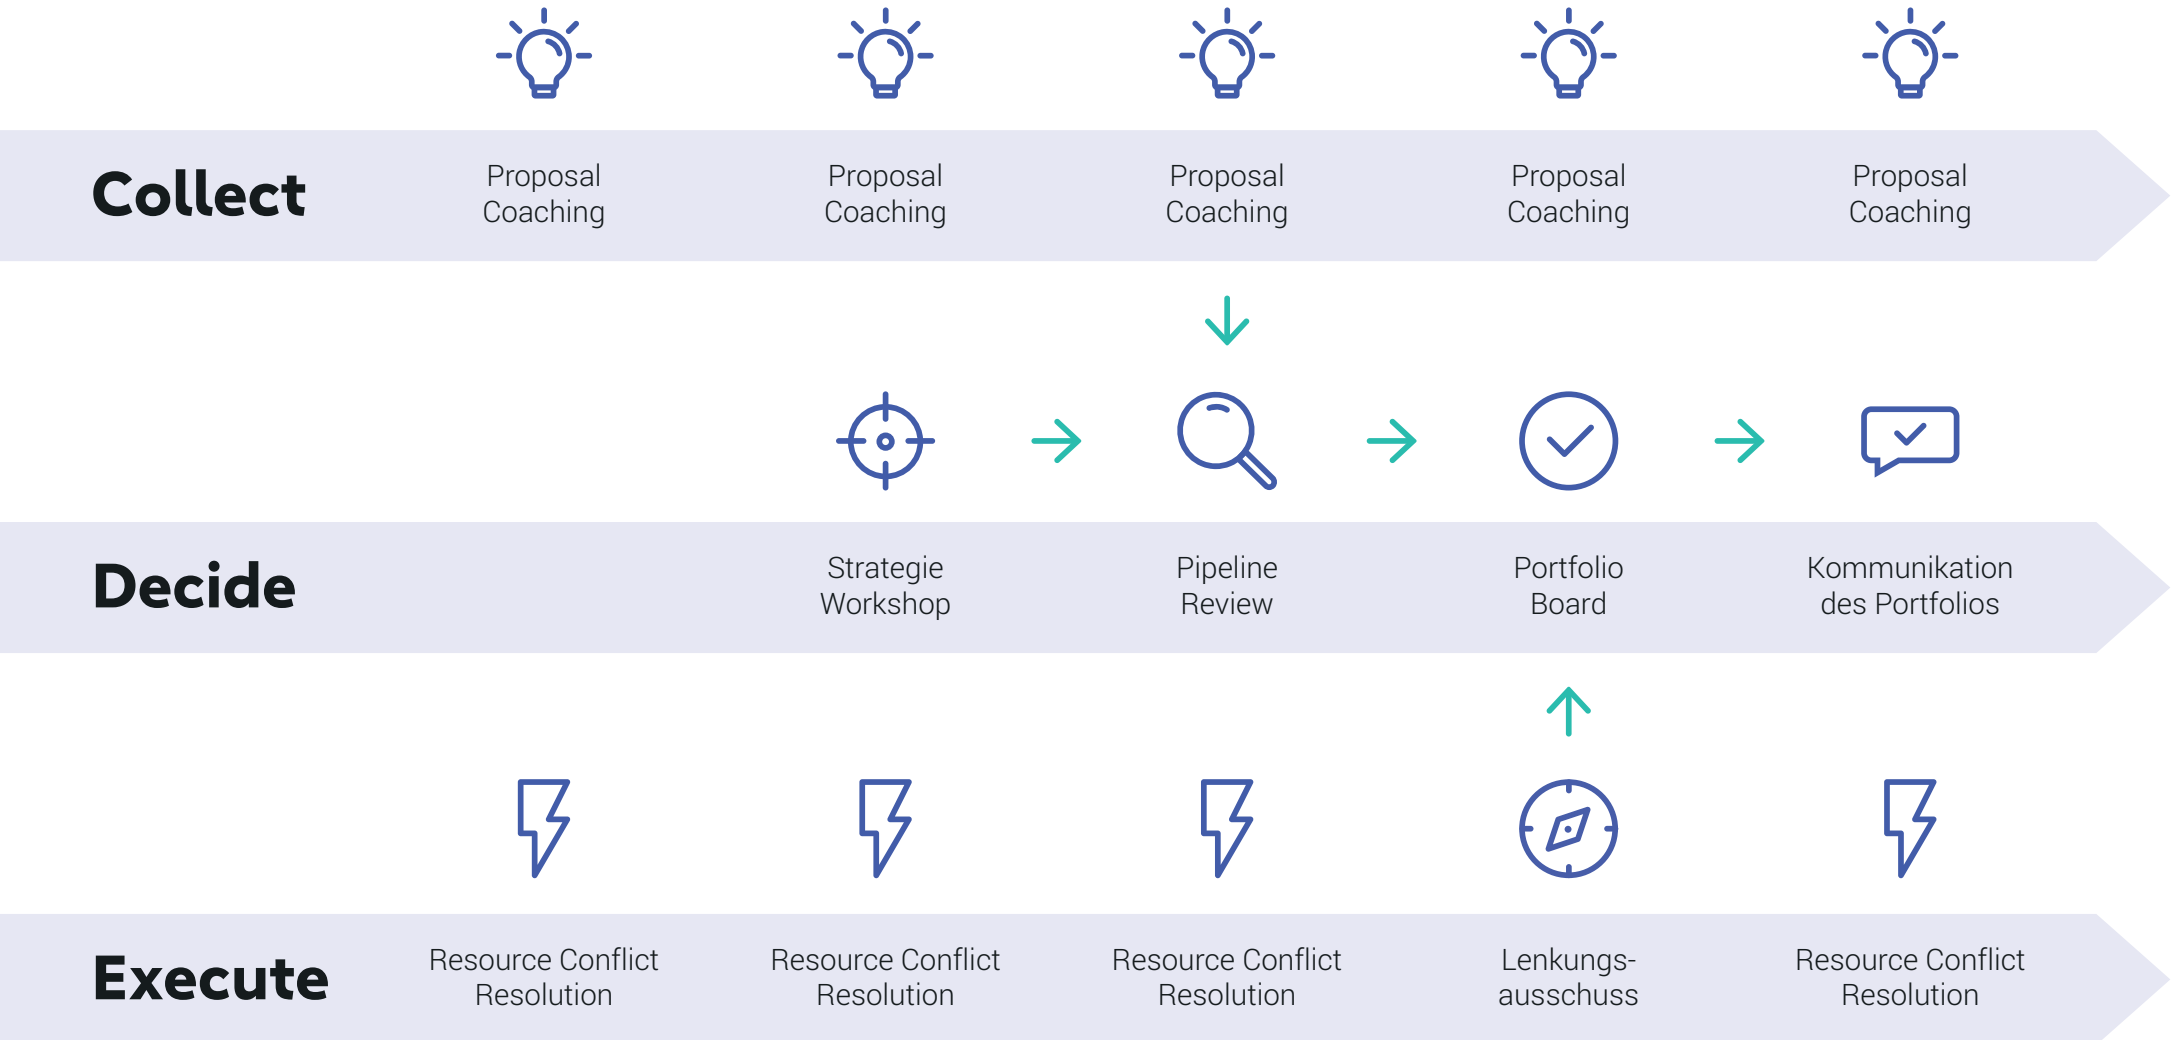 Collect
Proposal
Coaching
Proposal
Coaching
Proposal
Coaching
Proposal
Coaching
Proposal
Coaching
Decide
Strategie
Workshop
Pipeline
Review
Portfolio
Board
Kommunikation
des Portfolios
Execute
Resource Conflict
Resolution
Resource Conflict
Resolution
Resource Conflict
Resolution
Lenkungs-
ausschuss
Resource Conflict
Resolution